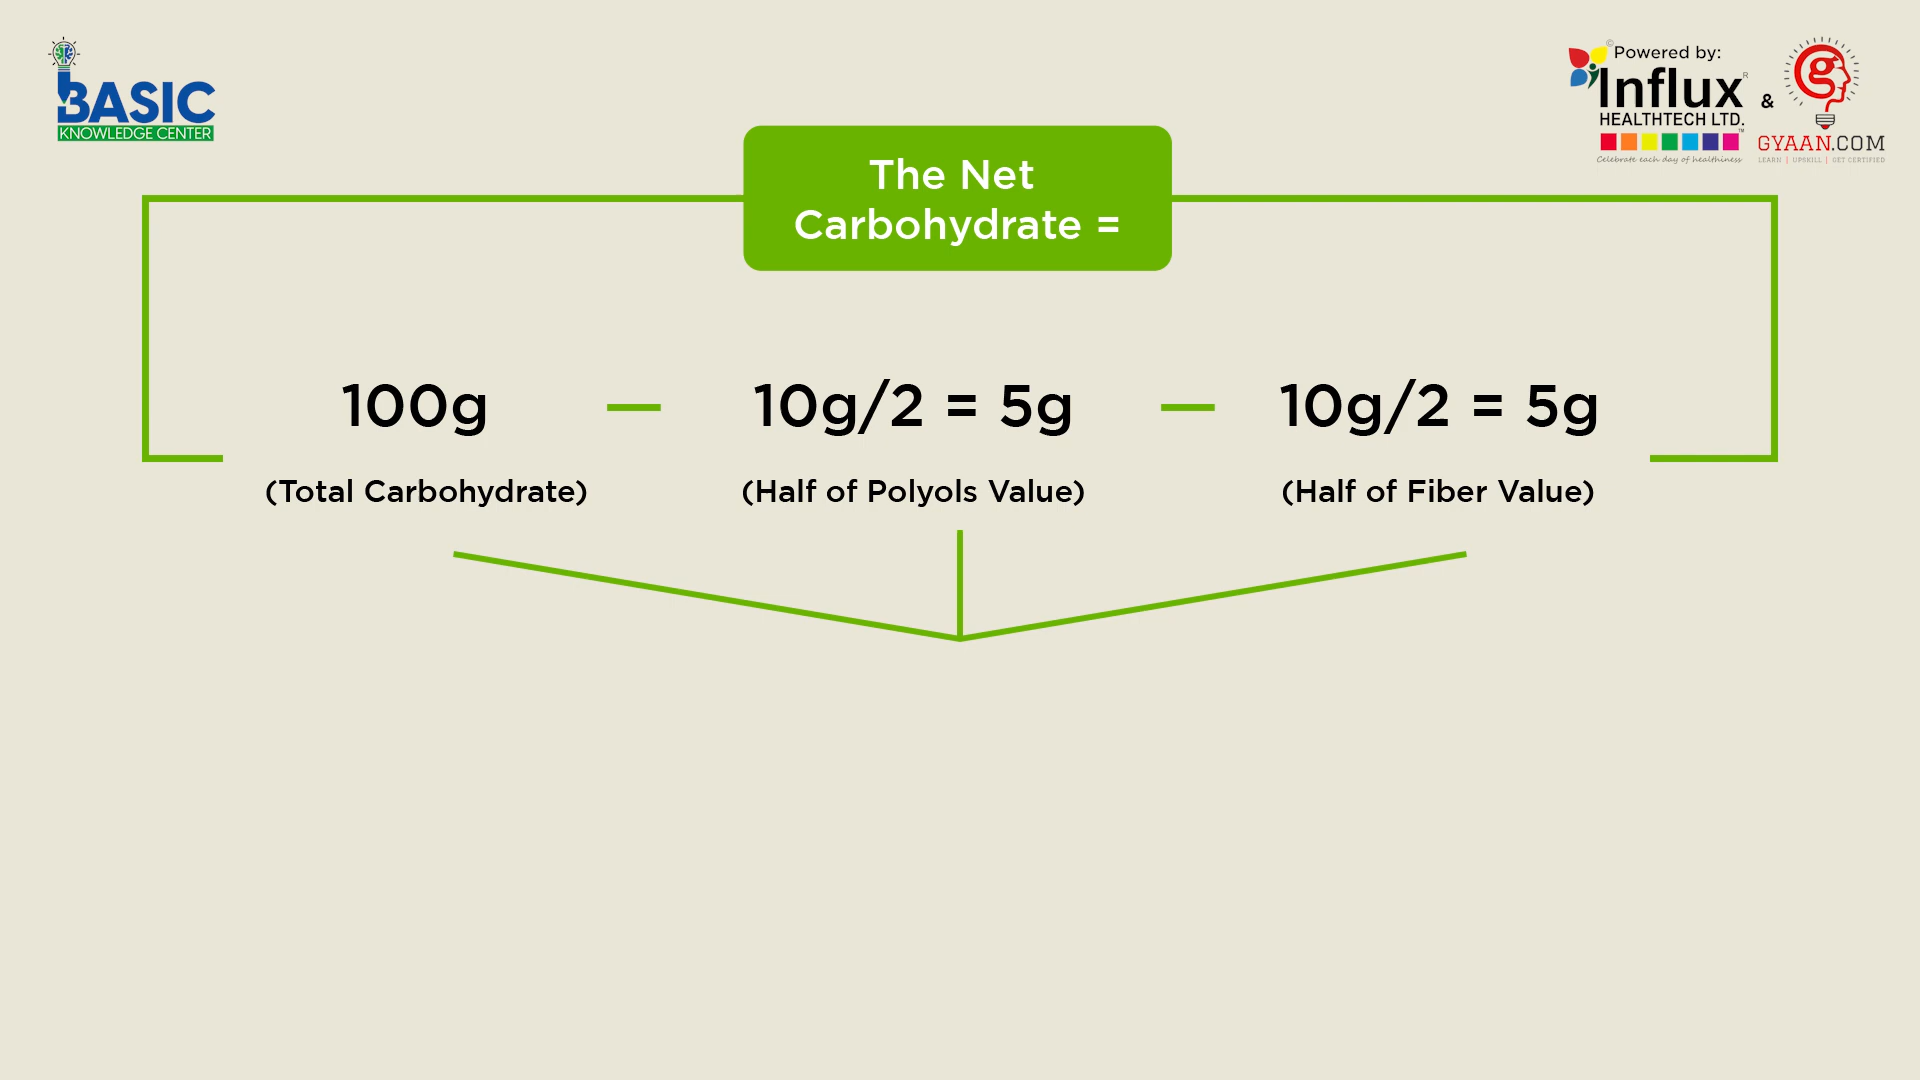 BASIC
KNOWLEDGE CENTER
© Powered by:
Influx ®
HEALTHTECH LTD.
™
Celebrate each day of healthiness
&
g
GYAAN.COM
LEARN | UPSKILL | GET CERTIFIED
The Net
Carbohydrate =
100g — 10g/2 = 5g — 10g/2 = 5g
(Total Carbohydrate) (Half of Polyols Value) (Half of Fiber Value)